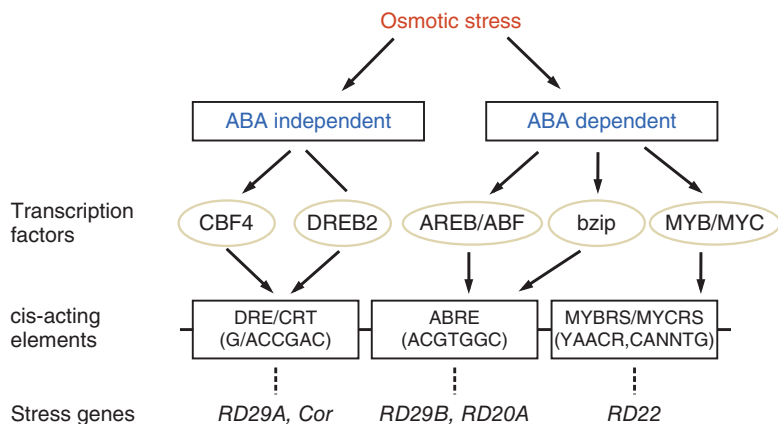 Osmotic stress
ABA independent
ABA dependent
Transcription
factors
CBF4
DREB2
AREB/ABF
bzip
MYB/MYC
cis-acting
elements
DRE/CRT
(G/ACCGAC)
ABRE
(ACGTGGC)
MYBRS/MYCRS
(YAACR,CANNTG)
Stress genes
RD29A, Cor
RD29B, RD20A
RD22